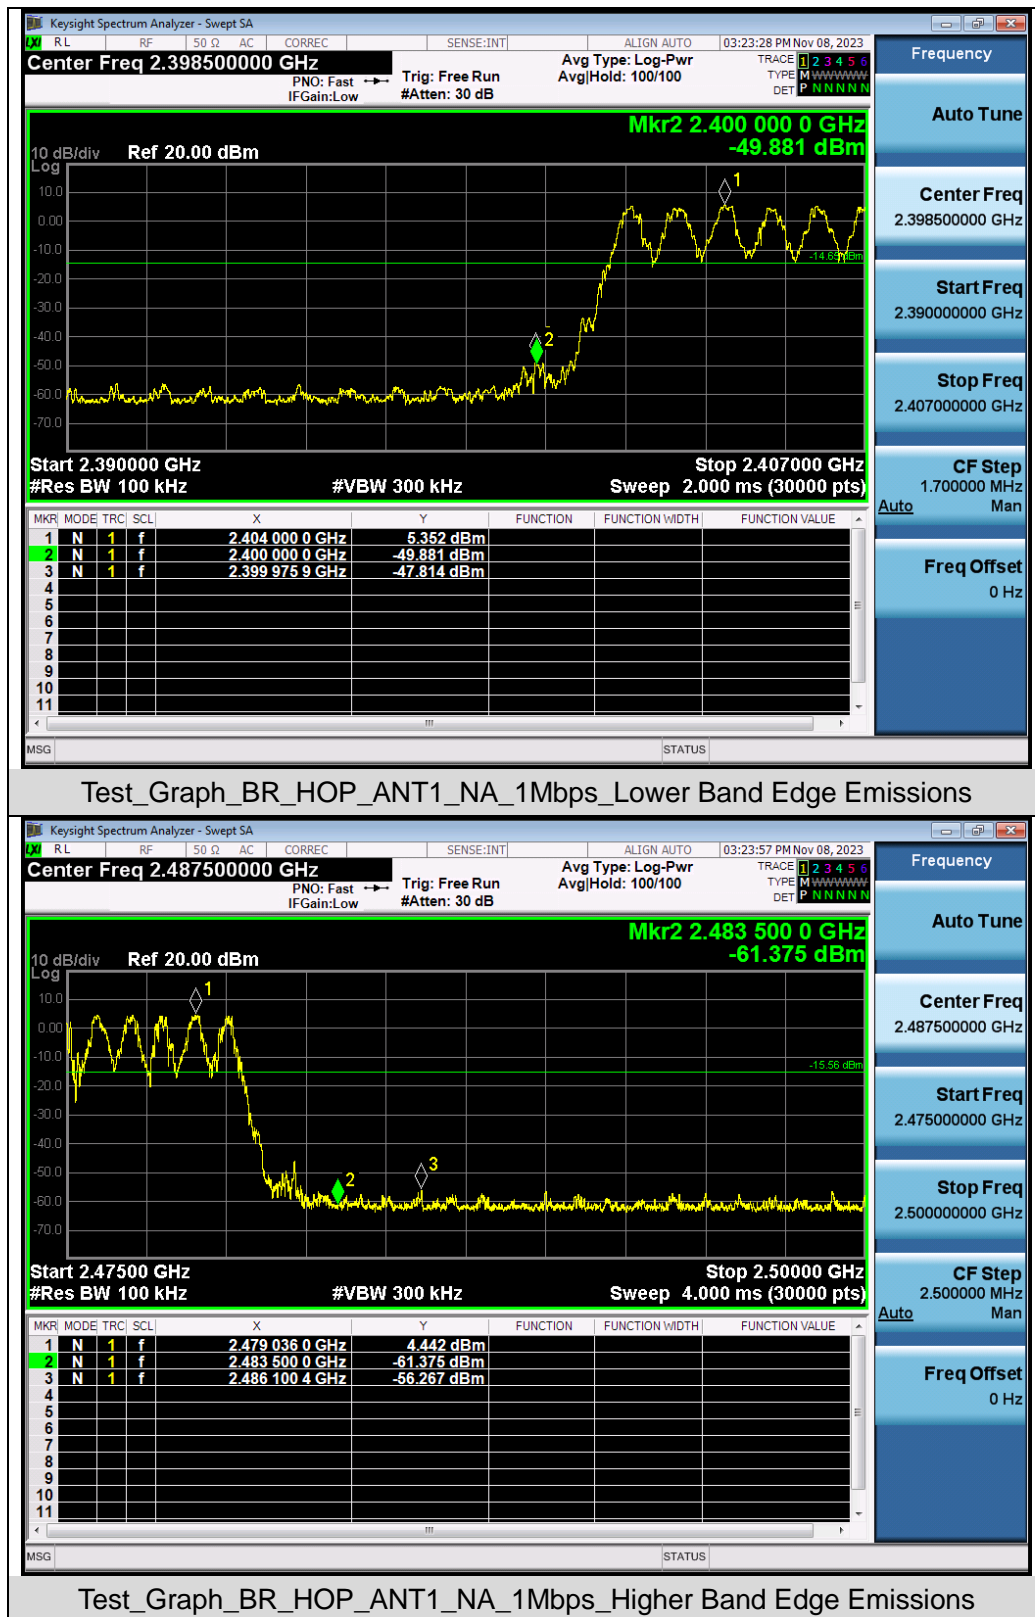 Keysight Spectrum Analyzer - Swept SA
LXI RL RF 50 Ω AC CORREC SENSE:INT ALIGN AUTO 03:23:28 PM Nov 08, 2023
Center Freq 2.398500000 GHz
PNO: Fast
IFGain:Low
Trig: Free Run
#Atten: 30 dB
Avg Type: Log-Pwr
Avg|Hold: 100/100
TRACE 1 2 3 4 5 6
TYPE M WWWWW
DET P N N N N N
Mkr2 2.400 000 0 GHz
-49.881 dBm
10 dB/div Ref 20.00 dBm
Log
10.0
0.00
-10.0
-20.0
-30.0
-40.0
-50.0
-60.0
-70.0
1
2
-14.65 dBm
Start 2.390000 GHz Stop 2.407000 GHz
#Res BW 100 kHz #VBW 300 kHz Sweep 2.000 ms (30000 pts)
MKR MODE TRC SCL X Y FUNCTION FUNCTION WIDTH FUNCTION VALUE
1 N 1 f 2.404 000 0 GHz 5.352 dBm
2 N 1 f 2.400 000 0 GHz -49.881 dBm
3 N 1 f 2.399 975 9 GHz -47.814 dBm
4
5
6
7
8
9
10
11
MSG STATUS
Frequency
Auto Tune
Center Freq
2.398500000 GHz
Start Freq
2.390000000 GHz
Stop Freq
2.407000000 GHz
CF Step
1.700000 MHz
Auto Man
Freq Offset
0 Hz
Test_Graph_BR_HOP_ANT1_NA_1Mbps_Lower Band Edge Emissions
Keysight Spectrum Analyzer - Swept SA
LXI RL RF 50 Ω AC CORREC SENSE:INT ALIGN AUTO 03:23:57 PM Nov 08, 2023
Center Freq 2.487500000 GHz
PNO: Fast
IFGain:Low
Trig: Free Run
#Atten: 30 dB
Avg Type: Log-Pwr
Avg|Hold: 100/100
TRACE 1 2 3 4 5 6
TYPE M WWWWW
DET P N N N N N
Mkr2 2.483 500 0 GHz
-61.375 dBm
10 dB/div Ref 20.00 dBm
Log
10.0
0.00
-10.0
-20.0
-30.0
-40.0
-50.0
-60.0
-70.0
1
2
3
-15.56 dBm
Start 2.47500 GHz Stop 2.50000 GHz
#Res BW 100 kHz #VBW 300 kHz Sweep 4.000 ms (30000 pts)
MKR MODE TRC SCL X Y FUNCTION FUNCTION WIDTH FUNCTION VALUE
1 N 1 f 2.479 036 0 GHz 4.442 dBm
2 N 1 f 2.483 500 0 GHz -61.375 dBm
3 N 1 f 2.486 100 4 GHz -56.267 dBm
4
5
6
7
8
9
10
11
MSG STATUS
Frequency
Auto Tune
Center Freq
2.487500000 GHz
Start Freq
2.475000000 GHz
Stop Freq
2.500000000 GHz
CF Step
2.500000 MHz
Auto Man
Freq Offset
0 Hz
Test_Graph_BR_HOP_ANT1_NA_1Mbps_Higher Band Edge Emissions